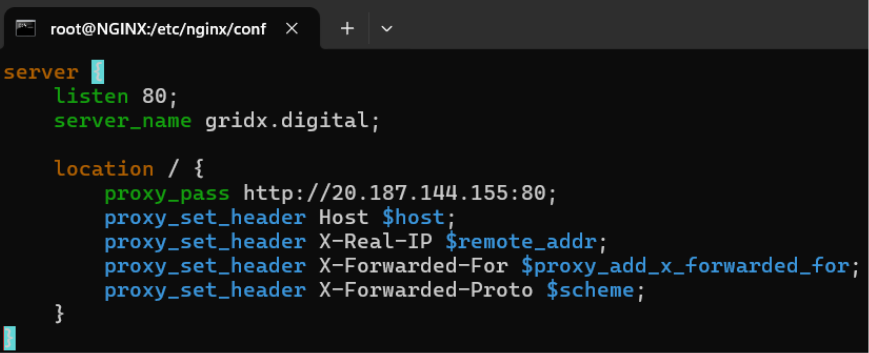 root@NGINX:/etc/nginx/conf
server {
    listen 80;
    server_name gridx.digital;

    location / {
        proxy_pass http://20.187.144.155:80;
        proxy_set_header Host $host;
        proxy_set_header X-Real-IP $remote_addr;
        proxy_set_header X-Forwarded-For $proxy_add_x_forwarded_for;
        proxy_set_header X-Forwarded-Proto $scheme;
    }
}